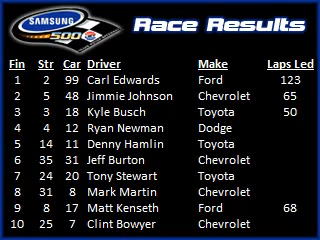 SAMSUNG
500
Race Results
Fin Str Car Driver Make Laps Led
1 2 99 Carl Edwards Ford 123
2 5 48 Jimmie Johnson Chevrolet 65
3 3 18 Kyle Busch Toyota 50
4 4 12 Ryan Newman Dodge
5 14 11 Denny Hamlin Toyota
6 35 31 Jeff Burton Chevrolet
7 24 20 Tony Stewart Toyota
8 31 8 Mark Martin Chevrolet
9 8 17 Matt Kenseth Ford 68
10 25 7 Clint Bowyer Chevrolet